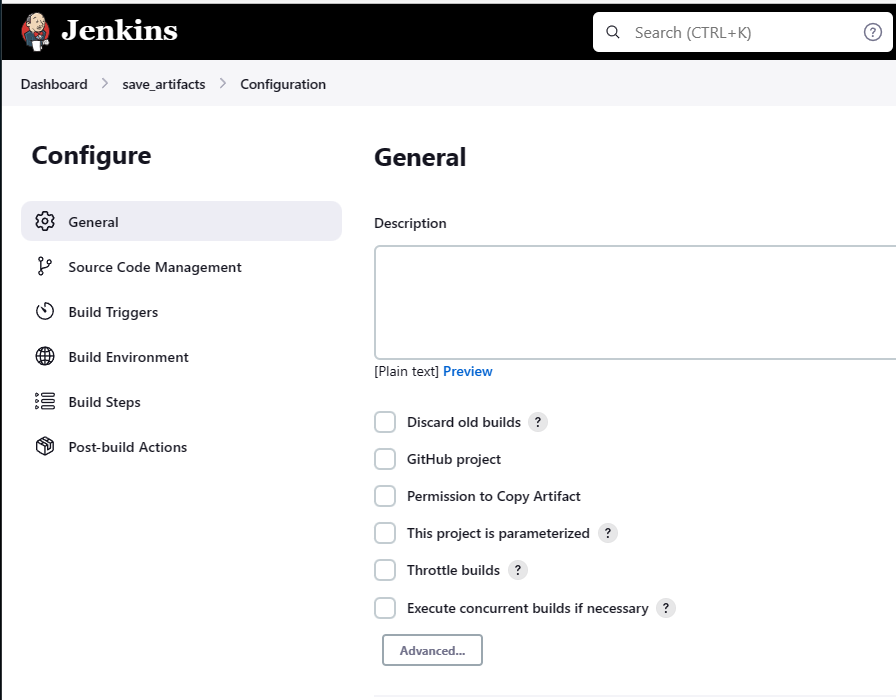 Jenkins
Search (CTRL+K) ?
Dashboard > save_artifacts > Configuration
Configure
General
Source Code Management
Build Triggers
Build Environment
Build Steps
Post-build Actions
General
Description
[Plain text] Preview
Discard old builds ?
GitHub project
Permission to Copy Artifact
This project is parameterized ?
Throttle builds ?
Execute concurrent builds if necessary ?
Advanced...